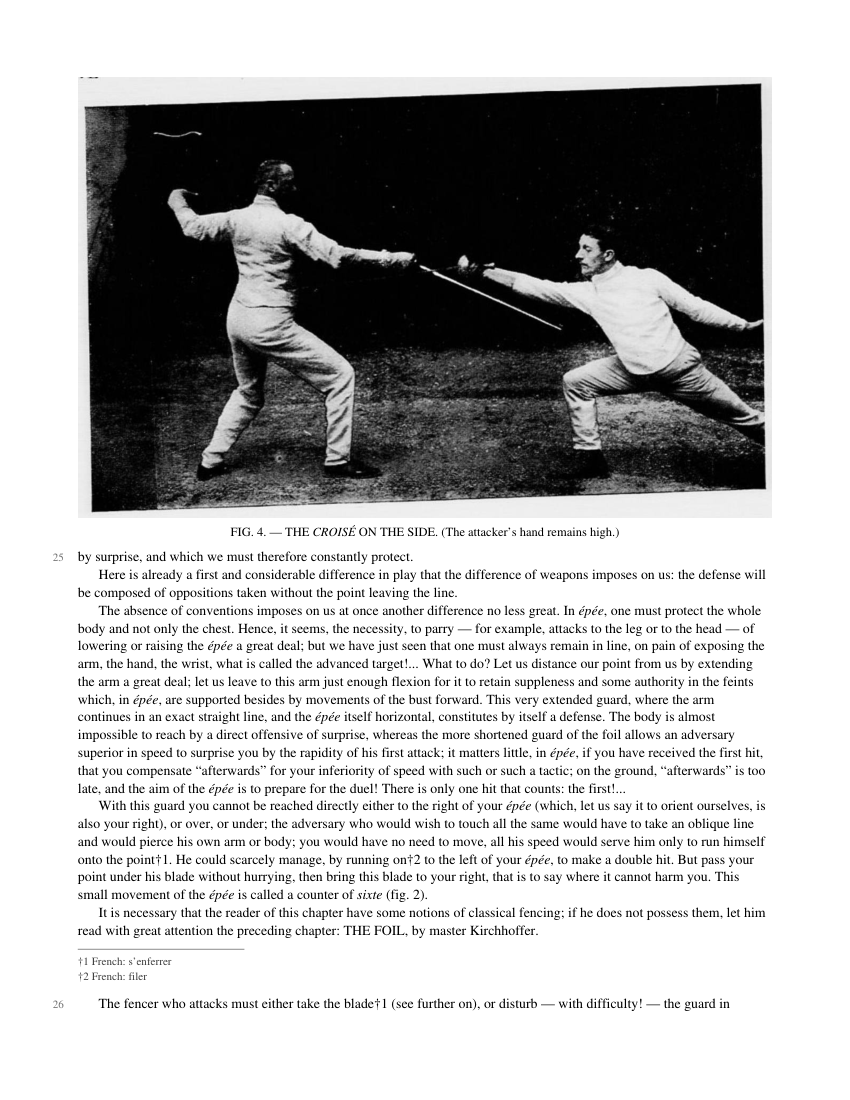 FIG. 4. — THE CROISÉ ON THE SIDE. (The attacker’s hand remains high.)
25 by surprise, and which we must therefore constantly protect.
Here is already a first and considerable difference in play that the difference of weapons imposes on us: the defense will
be composed of oppositions taken without the point leaving the line.
The absence of conventions imposes on us at once another difference no less great. In épée, one must protect the whole
body and not only the chest. Hence, it seems, the necessity, to parry — for example, attacks to the leg or to the head — of
lowering or raising the épée a great deal; but we have just seen that one must always remain in line, on pain of exposing the
arm, the hand, the wrist, what is called the advanced target!... What to do? Let us distance our point from us by extending
the arm a great deal; let us leave to this arm just enough flexion for it to retain suppleness and some authority in the feints
which, in épée, are supported besides by movements of the bust forward. This very extended guard, where the arm
continues in an exact straight line, and the épée itself horizontal, constitutes by itself a defense. The body is almost
impossible to reach by a direct offensive of surprise, whereas the more shortened guard of the foil allows an adversary
superior in speed to surprise you by the rapidity of his first attack; it matters little, in épée, if you have received the first hit,
that you compensate “afterwards” for your inferiority of speed with such or such a tactic; on the ground, “afterwards” is too
late, and the aim of the épée is to prepare for the duel! There is only one hit that counts: the first!...
With this guard you cannot be reached directly either to the right of your épée (which, let us say it to orient ourselves, is
also your right), or over, or under; the adversary who would wish to touch all the same would have to take an oblique line
and would pierce his own arm or body; you would have no need to move, all his speed would serve him only to run himself
onto the point†1. He could scarcely manage, by running on†2 to the left of your épée, to make a double hit. But pass your
point under his blade without hurrying, then bring this blade to your right, that is to say where it cannot harm you. This
small movement of the épée is called a counter of sixte (fig. 2).
It is necessary that the reader of this chapter have some notions of classical fencing; if he does not possess them, let him
read with great attention the preceding chapter: THE FOIL, by master Kirchhoffer.
†1 French: s’enferrer
†2 French: filer
26 The fencer who attacks must either take the blade†1 (see further on), or disturb — with difficulty! — the guard in